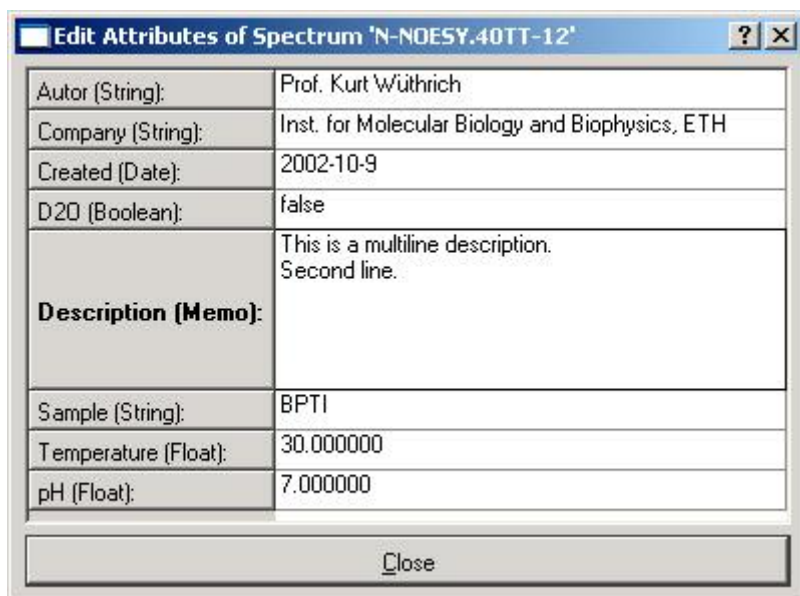 Edit Attributes of Spectrum 'N-NOESY.40TT-12'
Autor (String): Prof. Kurt Wüthrich
Company (String): Inst. for Molecular Biology and Biophysics, ETH
Created (Date): 2002-10-9
D2O (Boolean): false
Description (Memo): This is a multiline description.
Second line.
Sample (String): BPTI
Temperature (Float): 30.000000
pH (Float): 7.000000
Close